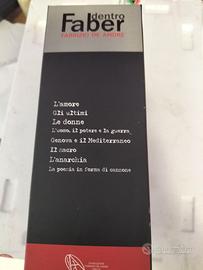 dentro
Faber
FABRIZIO DE ANDRÉ
L'amore
Gli ultimi
Le donne
L'uomo, il potere e la guerra
Genova e il Mediterraneo
Il sacro
L'anarchia
La poesia in forma di canzone